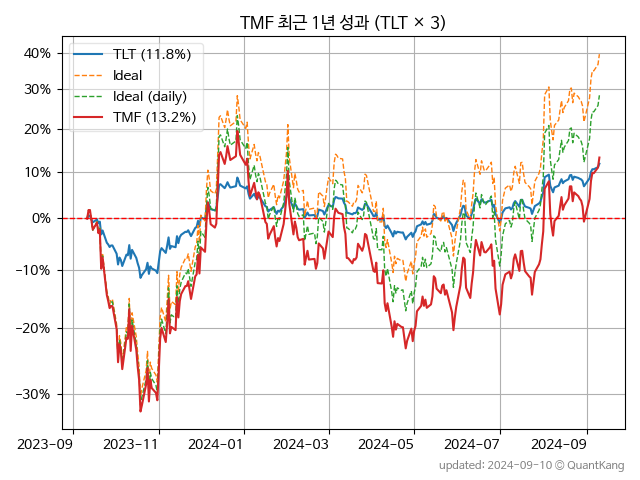 TMF 최근 1년 성과 (TLT × 3)
TLT (11.8%)
Ideal
Ideal (daily)
TMF (13.2%)
40%
30%
20%
10%
0%
−10%
−20%
−30%
2023-09
2023-11
2024-01
2024-03
2024-05
2024-07
2024-09
updated: 2024-09-10 ⓒ QuantKang